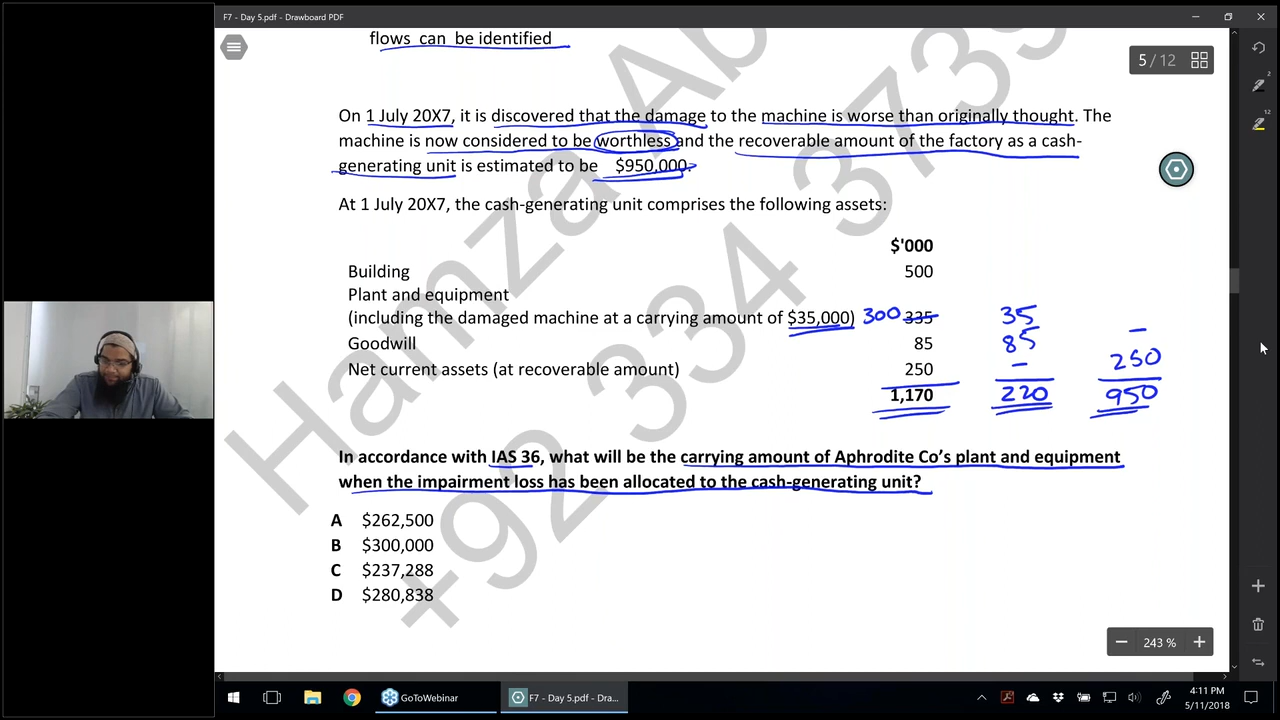 F7 - Day 5.pdf - Drawboard PDF
flows can be identified
5 / 12
On 1 July 20X7, it is discovered that the damage to the machine is worse than originally thought. The
machine is now considered to be worthless and the recoverable amount of the factory as a cash-
generating unit is estimated to be $950,000.
At 1 July 20X7, the cash-generating unit comprises the following assets:
$'000
Building 500
Plant and equipment
(including the damaged machine at a carrying amount of $35,000) 300 335 35
Goodwill 85 85 -
Net current assets (at recoverable amount) 250 - 250
1,170 220 950
In accordance with IAS 36, what will be the carrying amount of Aphrodite Co's plant and equipment
when the impairment loss has been allocated to the cash-generating unit?
A $262,500
B $300,000
C $237,288
D $280,838
Hamza Ab
+92 334 3739
243 %
GoToWebinar
F7 - Day 5.pdf - Dra...
4:11 PM
5/11/2018